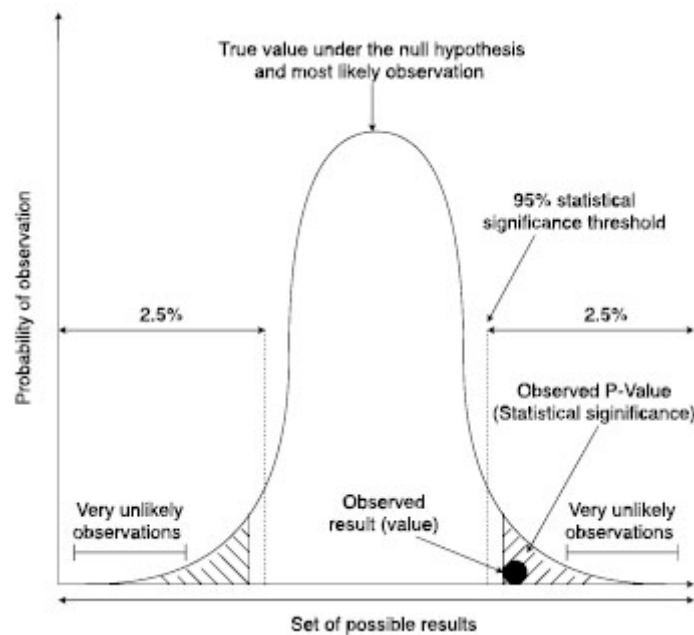 True value under the null hypothesis
and most likely observation
95% statistical
significance threshold
Probability of observation
2.5%
2.5%
Observed P-Value
(Statistical siginificance)
Very unlikely
observations
Observed
result (value)
Very unlikely
observations
Set of possible results